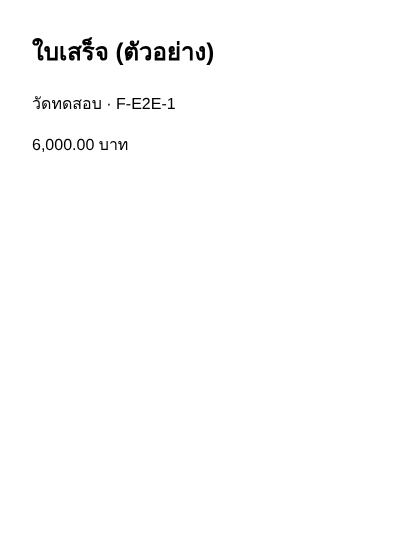 ใบเสร็จ (ตัวอย่าง)
วัดทดสอบ · F-E2E-1
6,000.00 บาท